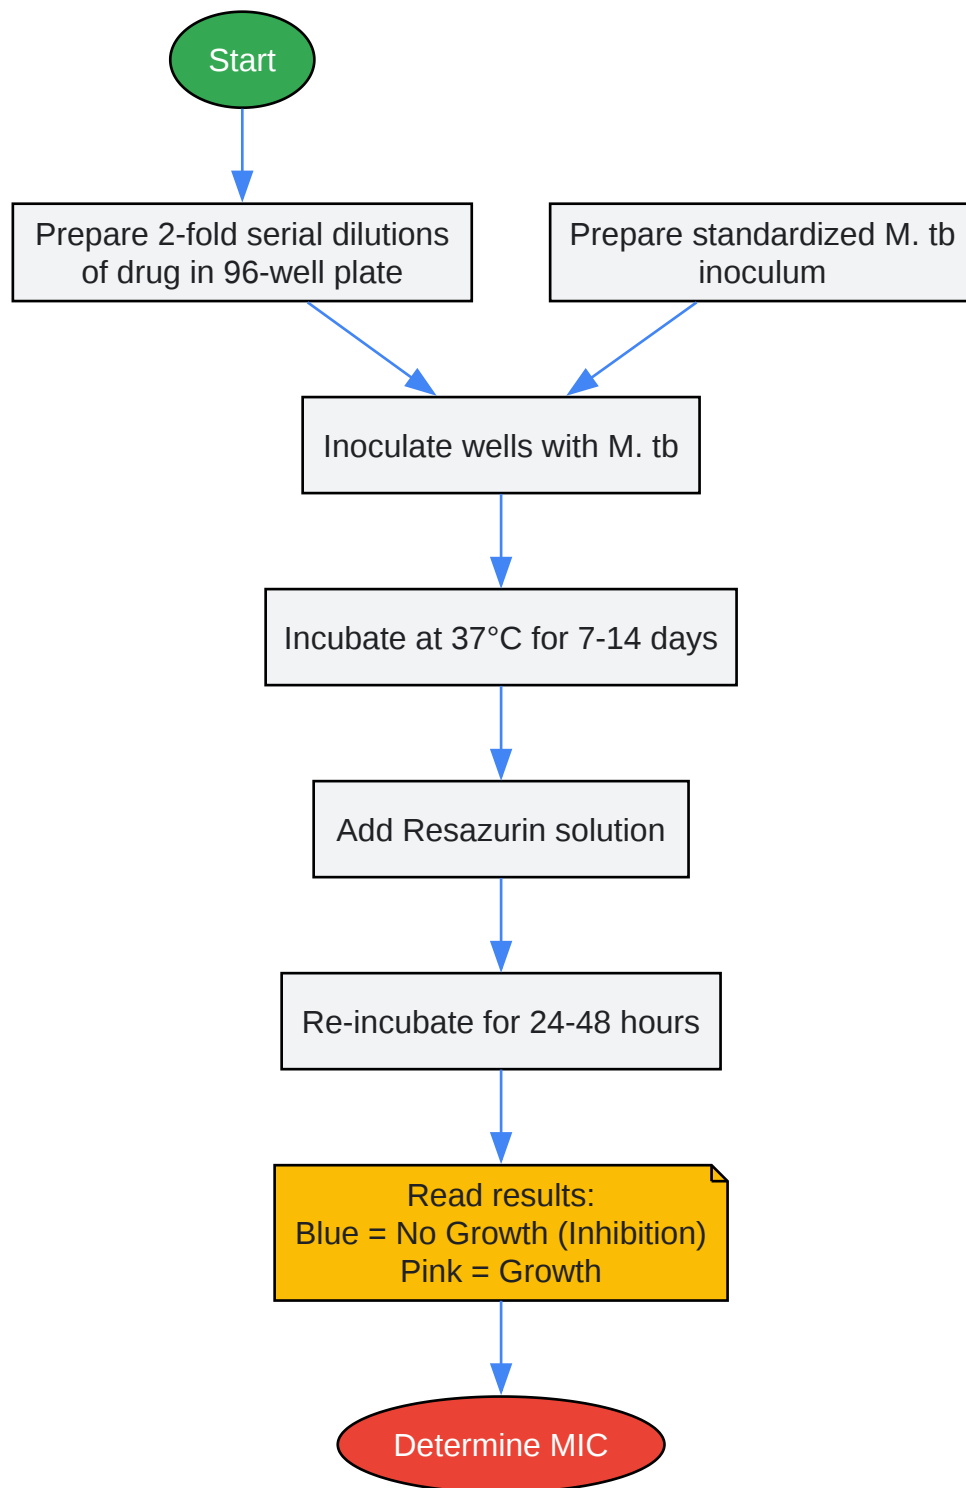 Start
Prepare 2-fold serial dilutions
of drug in 96-well plate
Prepare standardized M. tb
inoculum
Inoculate wells with M. tb
Incubate at 37°C for 7-14 days
Add Resazurin solution
Re-incubate for 24-48 hours
Read results:
Blue = No Growth (Inhibition)
Pink = Growth
Determine MIC